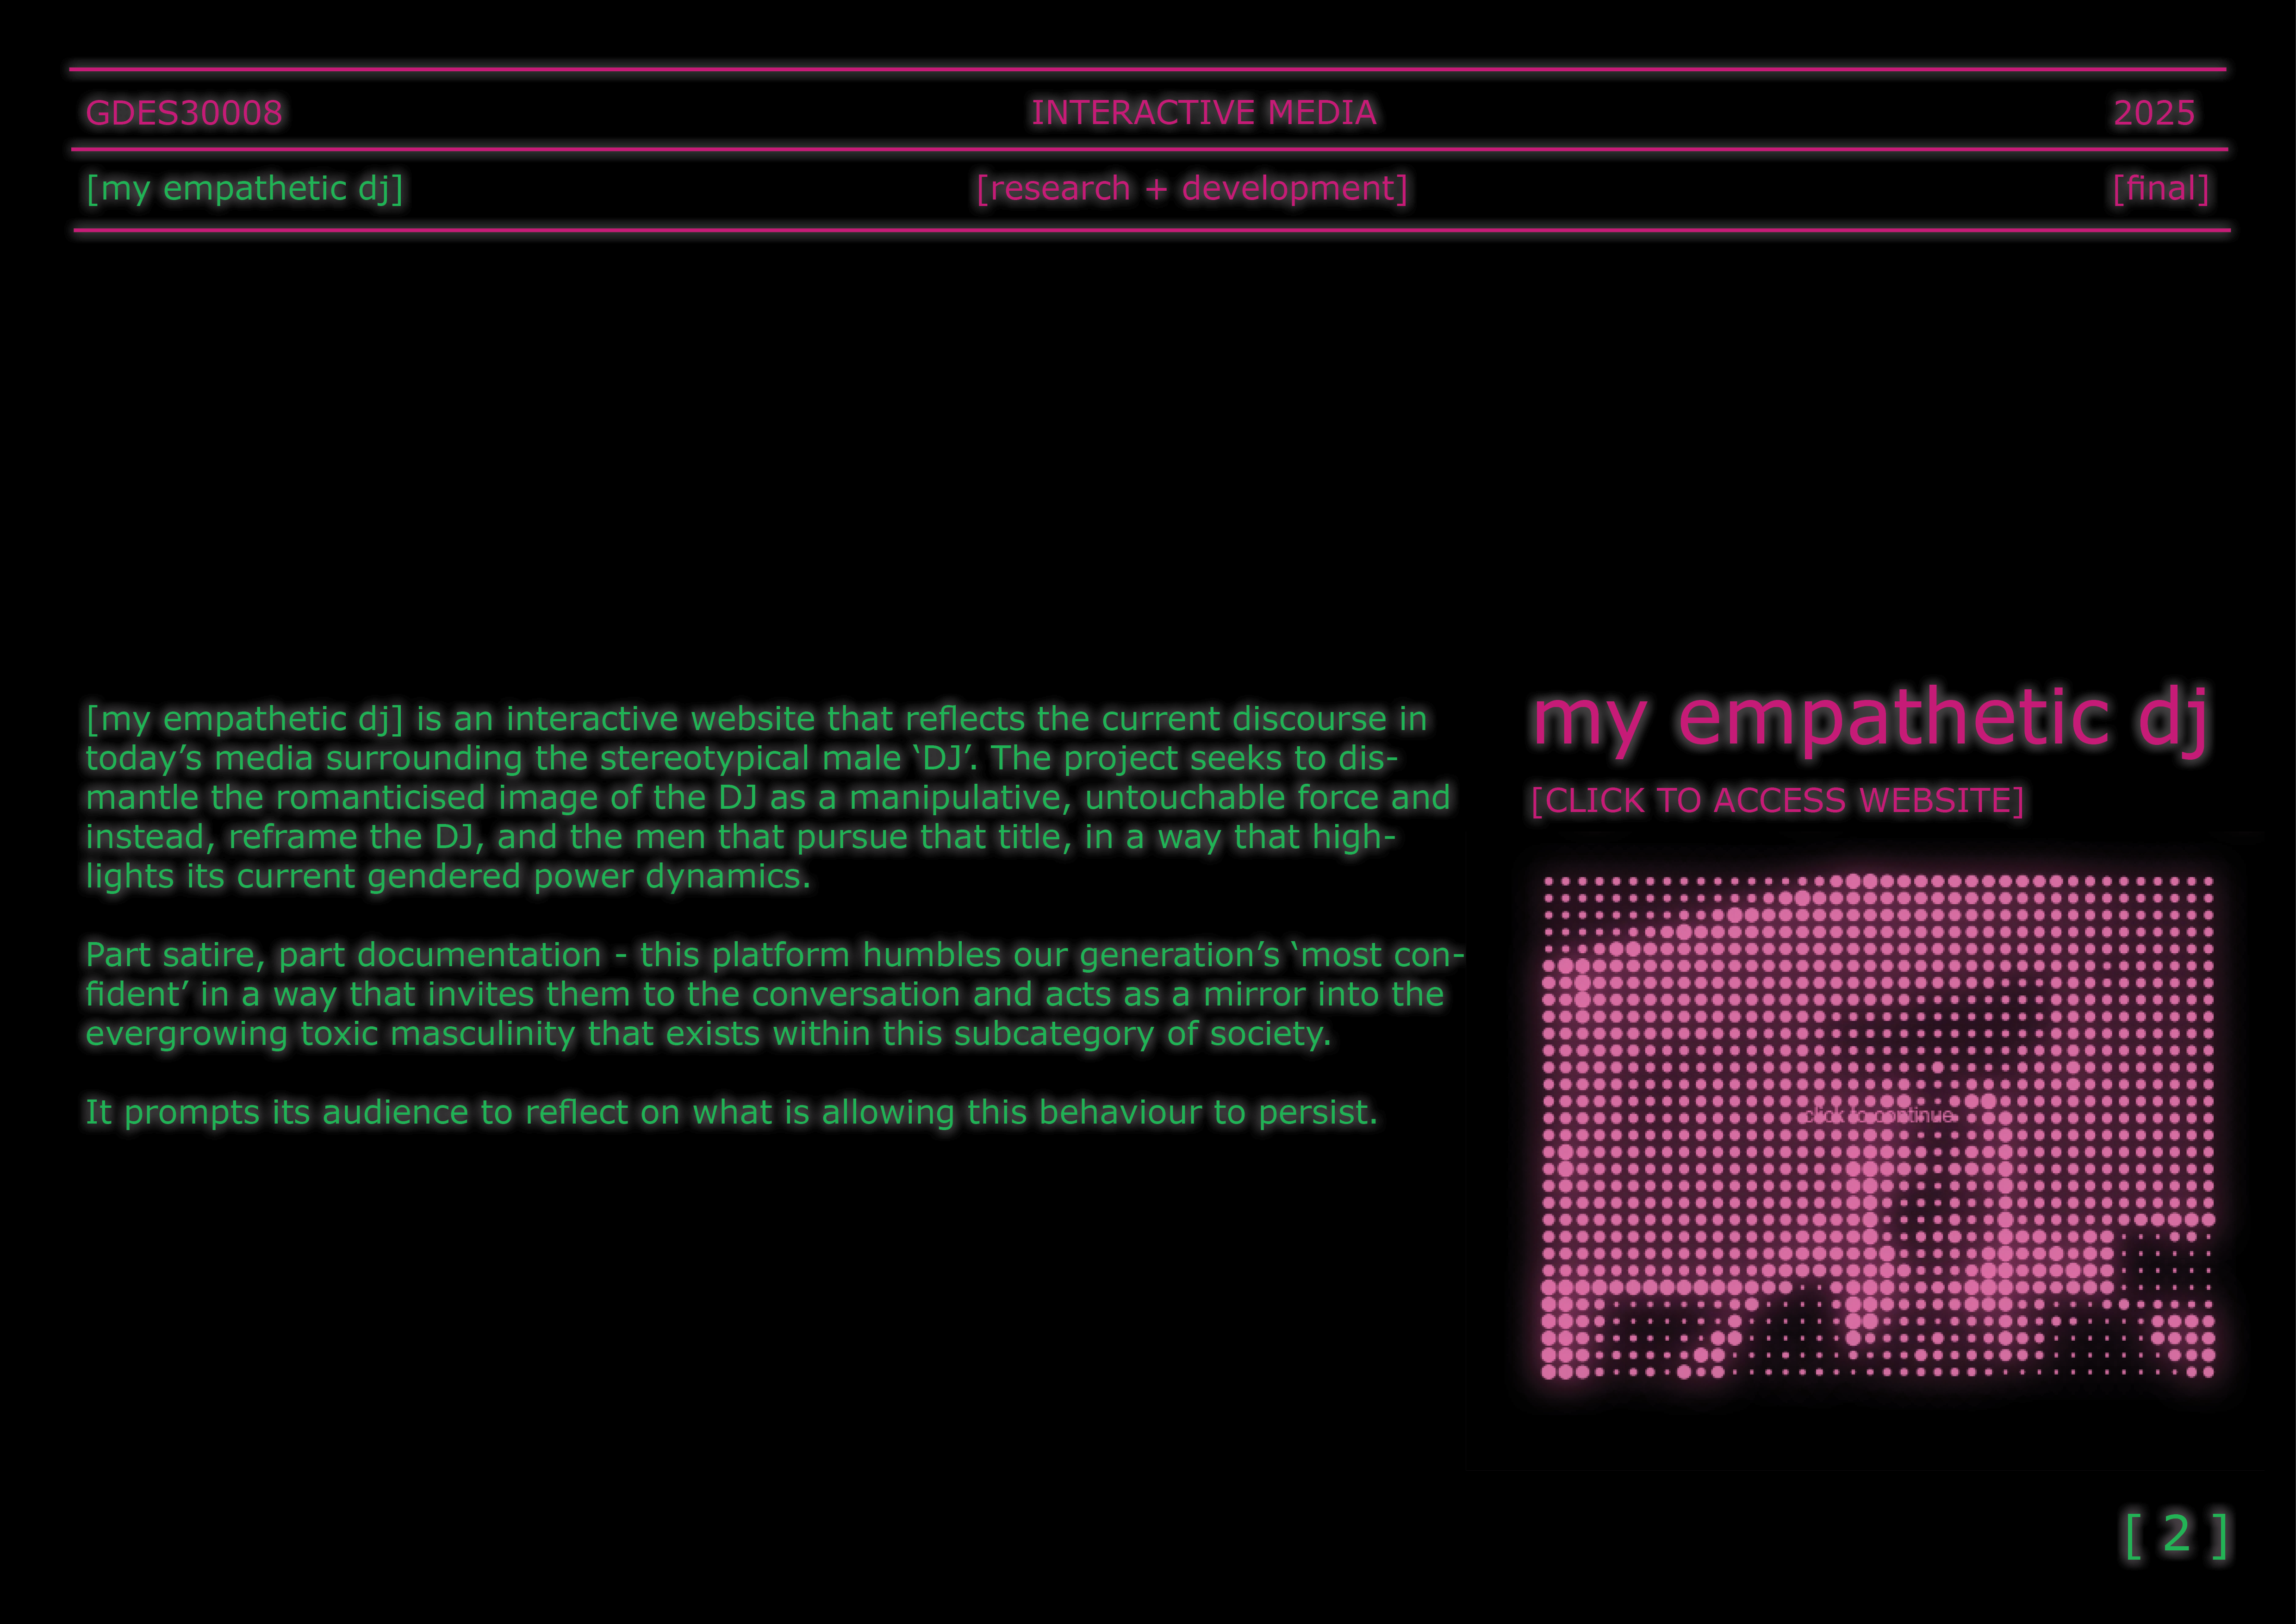 GDES30008 INTERACTIVE MEDIA 2025
[my empathetic dj] [research + development] [final]
[my empathetic dj] is an interactive website that reflects the current discourse in
today’s media surrounding the stereotypical male ‘DJ’. The project seeks to dis-
mantle the romanticised image of the DJ as a manipulative, untouchable force and
instead, reframe the DJ, and the men that pursue that title, in a way that high-
lights its current gendered power dynamics.
Part satire, part documentation - this platform humbles our generation’s ‘most con-
fident’ in a way that invites them to the conversation and acts as a mirror into the
evergrowing toxic masculinity that exists within this subcategory of society.
It prompts its audience to reflect on what is allowing this behaviour to persist.
my empathetic dj
[CLICK TO ACCESS WEBSITE]
click to continue
[ 2 ]